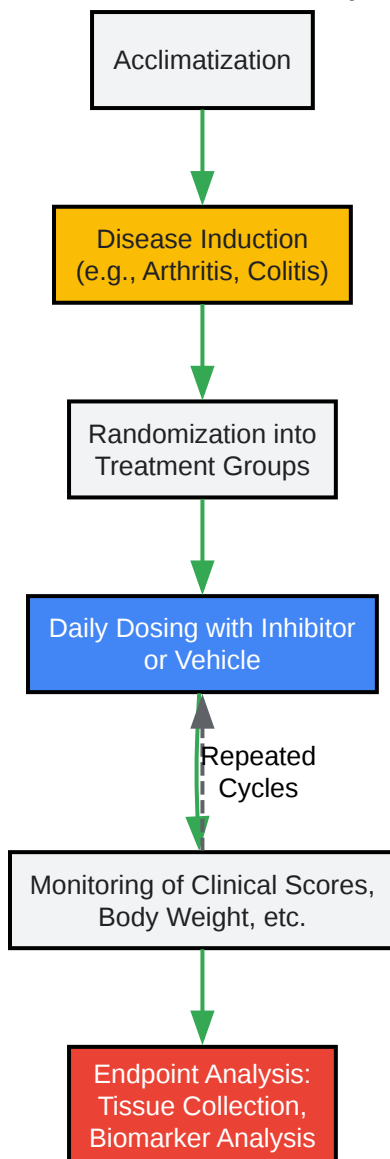 Acclimatization
Disease Induction
(e.g., Arthritis, Colitis)
Randomization into
Treatment Groups
Daily Dosing with Inhibitor
or Vehicle
Repeated
Cycles
Monitoring of Clinical Scores,
Body Weight, etc.
Endpoint Analysis:
Tissue Collection,
Biomarker Analysis